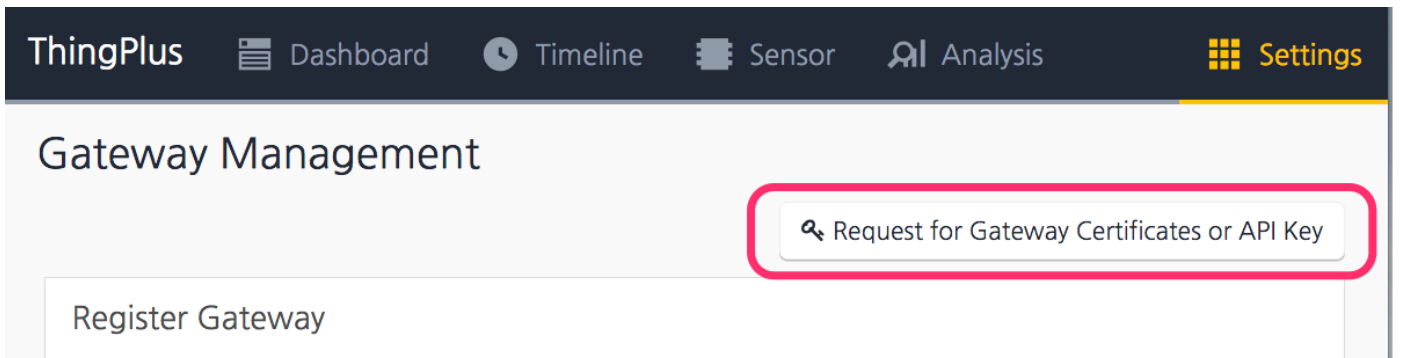 ThingPlus Dashboard Timeline Sensor Analysis Settings
Gateway Management
Request for Gateway Certificates or API Key
Register Gateway